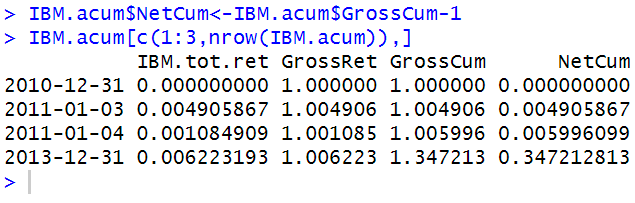 > IBM.acum$NetCum<-IBM.acum$GrossCum-1
> IBM.acum[c(1:3,nrow(IBM.acum)),]
IBM.tot.ret GrossRet GrossCum NetCum
2010-12-31 0.000000000 1.000000 1.000000 0.000000000
2011-01-03 0.004905867 1.004906 1.004906 0.004905867
2011-01-04 0.001084909 1.001085 1.005996 0.005996099
2013-12-31 0.006223193 1.006223 1.347213 0.347212813
>